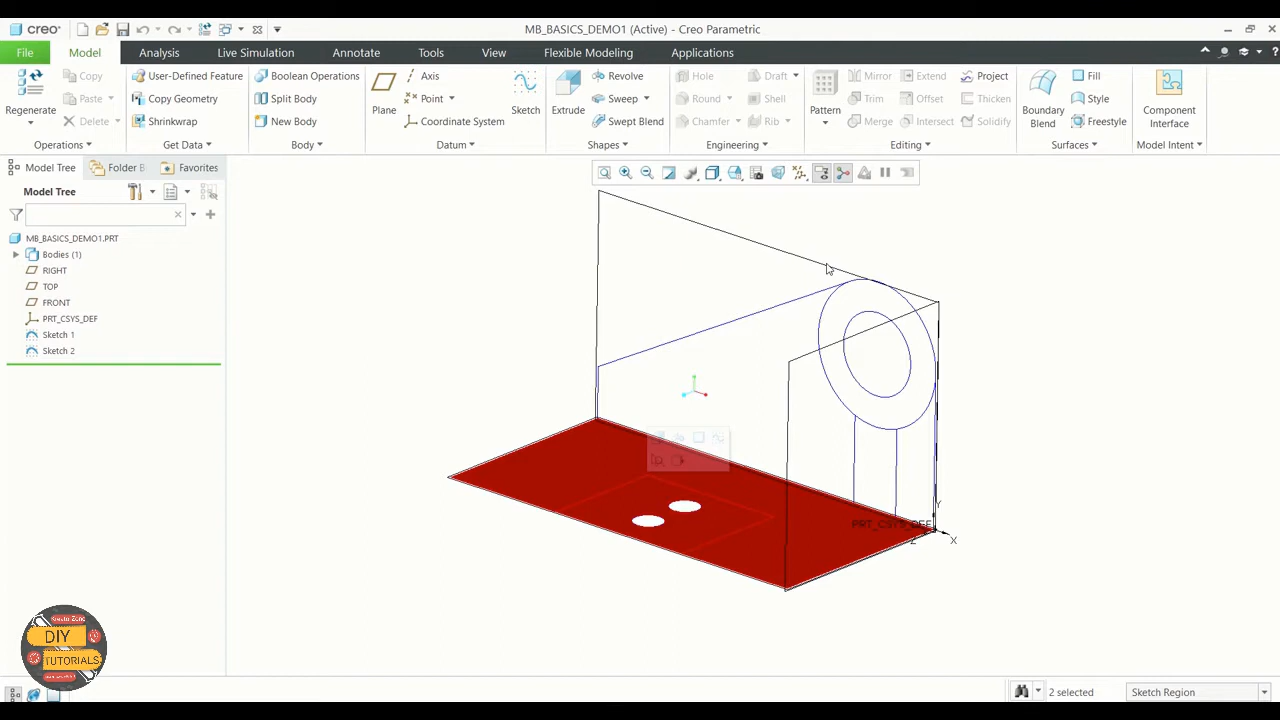 creo
MB_BASICS_DEMO1 (Active) - Creo Parametric
File Model Analysis Live Simulation Annotate Tools View Flexible Modeling Applications
Regenerate
Copy
Paste
Delete
Operations
User-Defined Feature
Copy Geometry
Shrinkwrap
Get Data
Boolean Operations
Split Body
New Body
Body
Plane
Axis
Point
Coordinate System
Sketch
Datum
Extrude
Revolve
Sweep
Swept Blend
Shapes
Hole
Round
Chamfer
Draft
Shell
Rib
Engineering
Pattern
Mirror
Trim
Merge
Extend
Offset
Intersect
Project
Thicken
Solidify
Editing
Boundary
Blend
Fill
Style
Freestyle
Surfaces
Component
Interface
Model Intent
Model Tree Folder B Favorites
Model Tree
MB_BASICS_DEMO1.PRT
Bodies (1)
RIGHT
TOP
FRONT
PRT_CSYS_DEF
Sketch 1
Sketch 2
Y
PRT_CSYS_DEF
Z
X
Kreate Zone
DIY
TUTORIALS
2 selected
Sketch Region